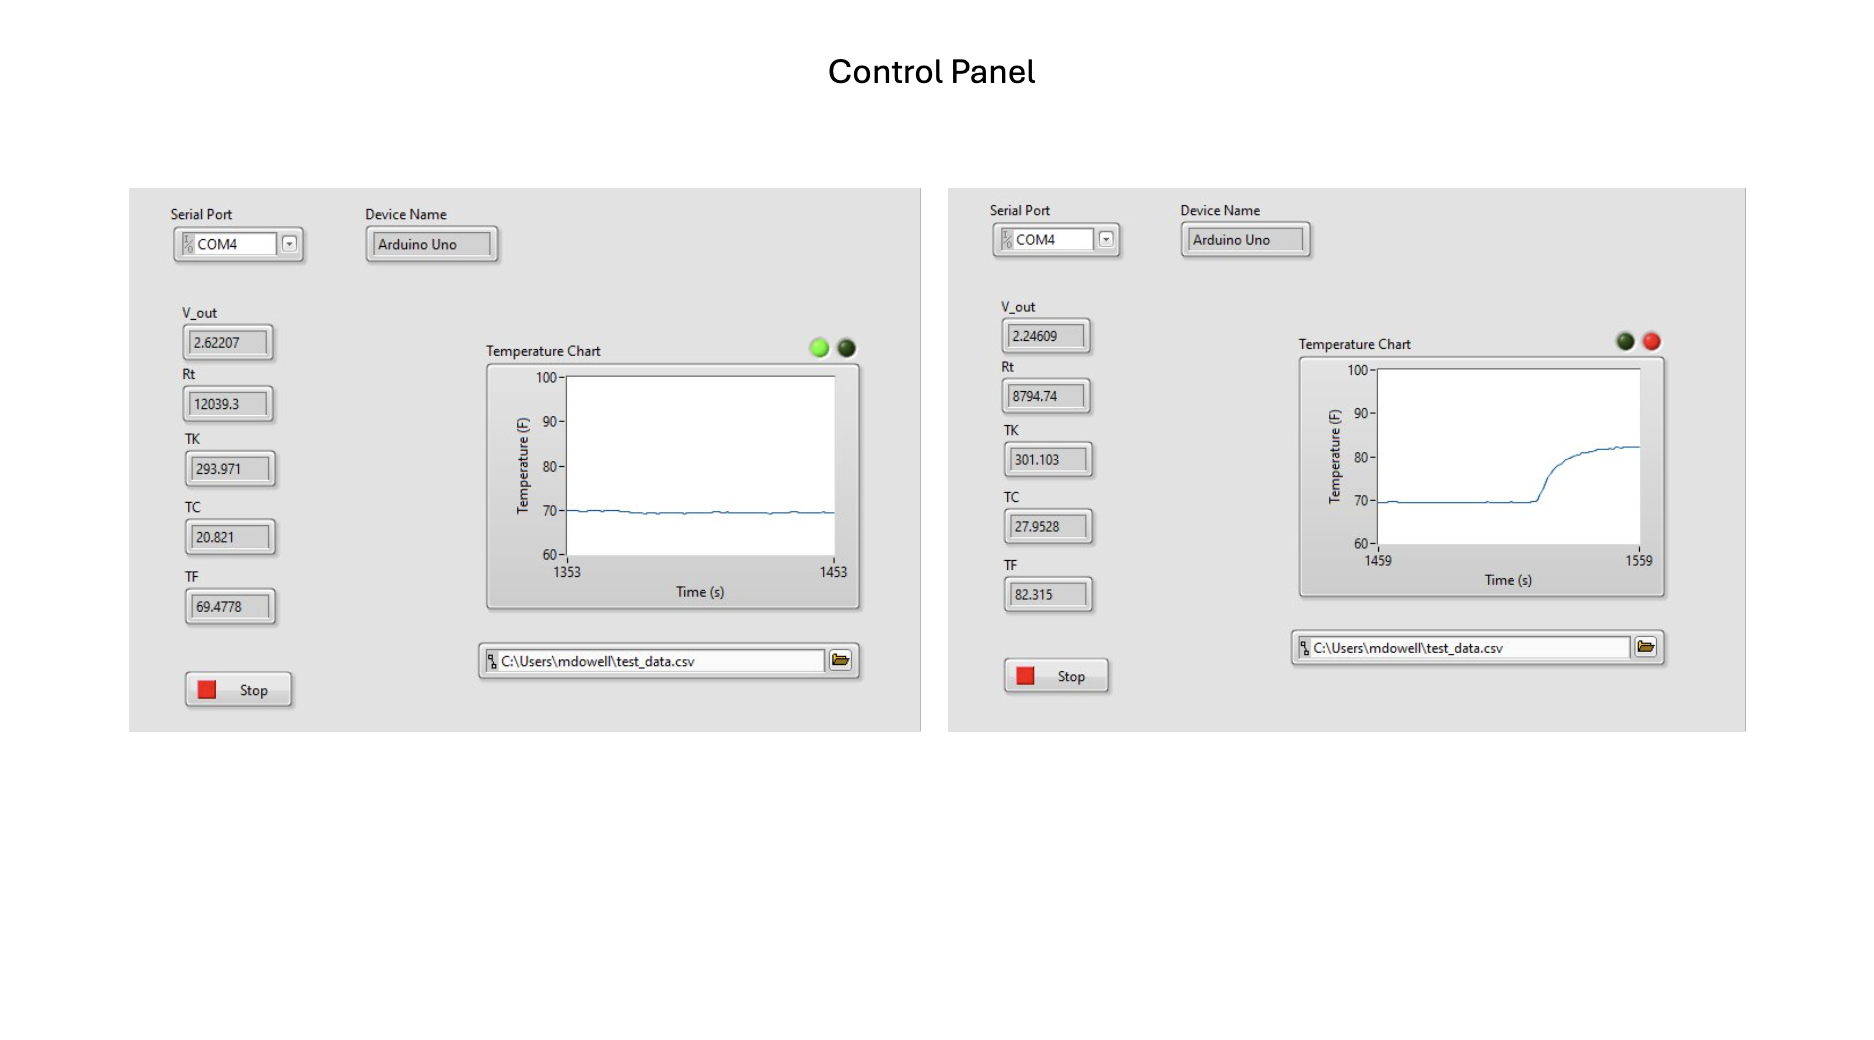 Control Panel
Serial Port
COM4
Device Name
Arduino Uno
V_out
2.62207
Rt
12039.3
TK
293.971
TC
20.821
TF
69.4778
Stop
Temperature Chart
Temperature (F)
100
90
80
70
60
1353
1453
Time (s)
C:\Users\mdowell\test_data.csv
Serial Port
COM4
Device Name
Arduino Uno
V_out
2.24609
Rt
8794.74
TK
301.103
TC
27.9528
TF
82.315
Stop
Temperature Chart
Temperature (F)
100
90
80
70
60
1459
1559
Time (s)
C:\Users\mdowell\test_data.csv